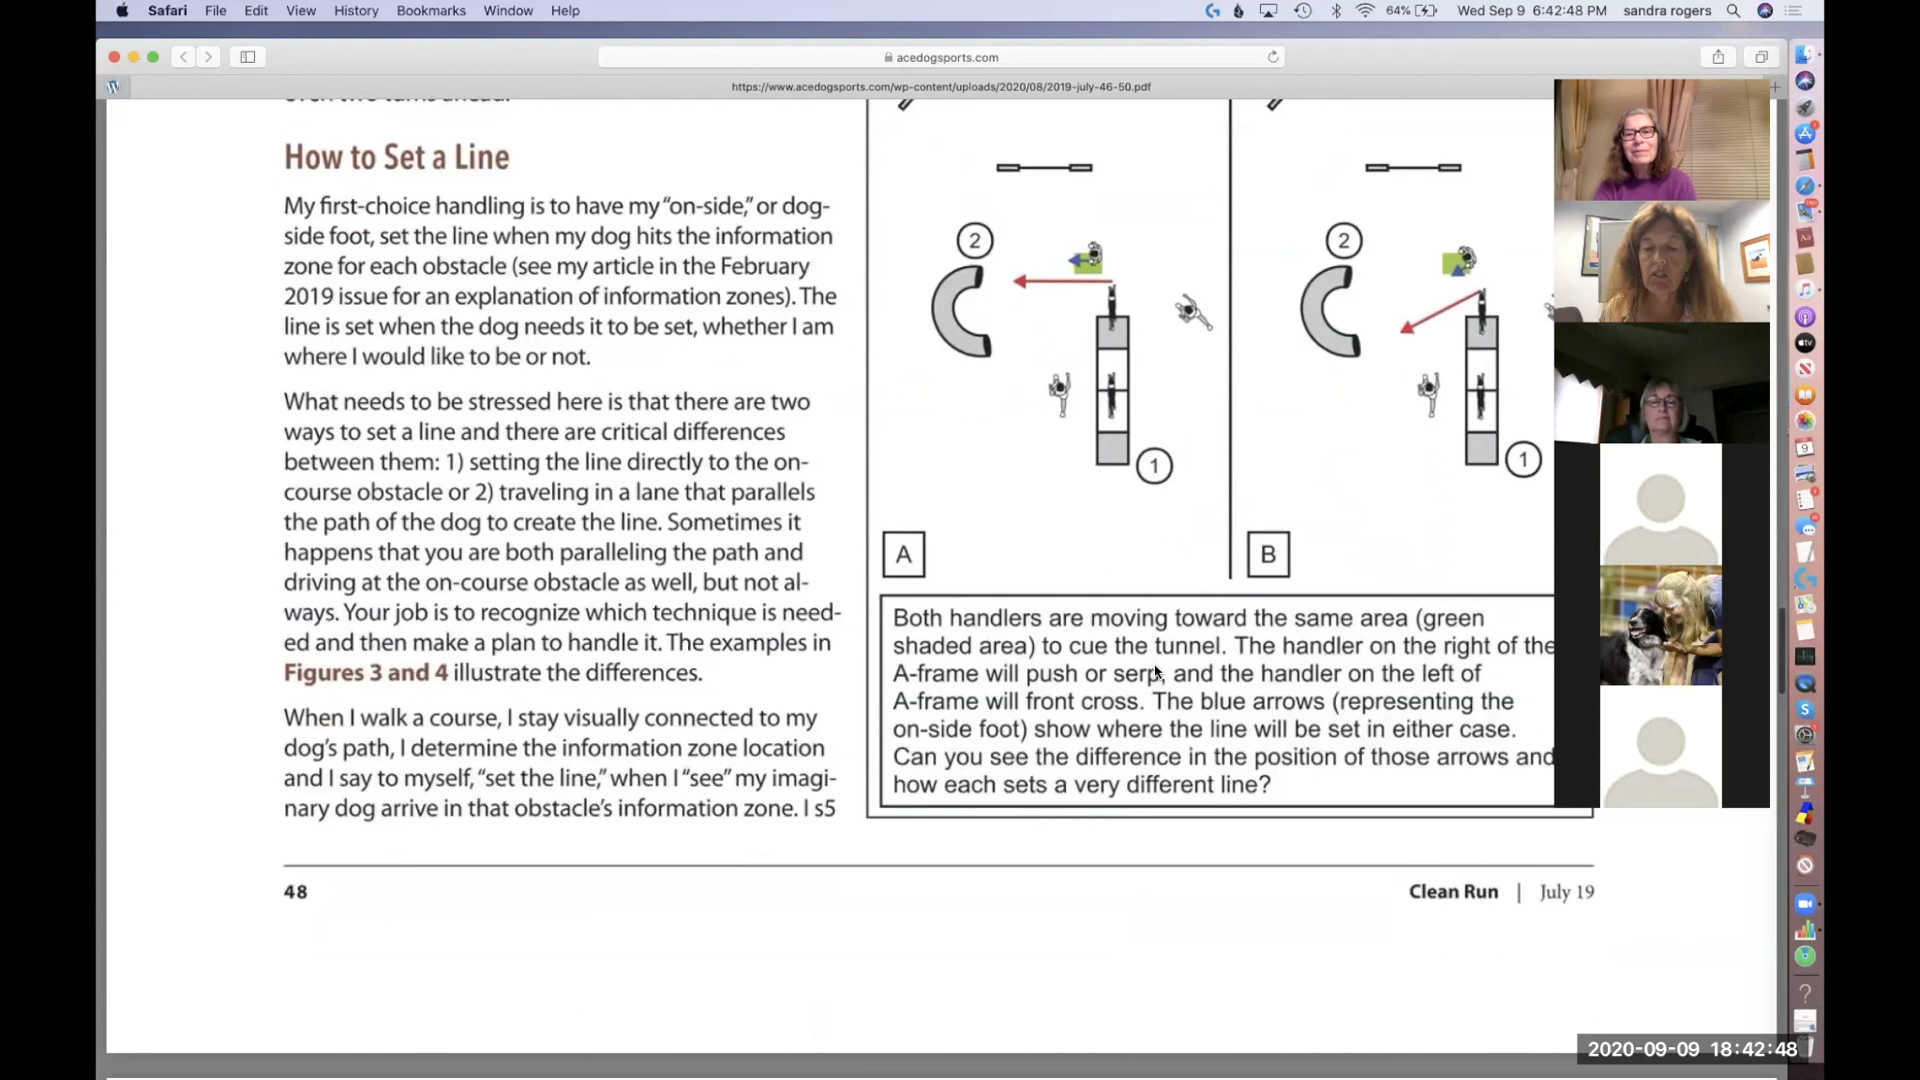 Safari File Edit View History Bookmarks Window Help
64% Wed Sep 9 6:42:48 PM sandra rogers
acedogsports.com
https://www.acedogsports.com/wp-content/uploads/2020/08/2019-july-46-50.pdf
even two turns ahead.
How to Set a Line
My first-choice handling is to have my “on-side,” or dog-
side foot, set the line when my dog hits the information
zone for each obstacle (see my article in the February
2019 issue for an explanation of information zones). The
line is set when the dog needs it to be set, whether I am
where I would like to be or not.
What needs to be stressed here is that there are two
ways to set a line and there are critical differences
between them: 1) setting the line directly to the on-
course obstacle or 2) traveling in a lane that parallels
the path of the dog to create the line. Sometimes it
happens that you are both paralleling the path and
driving at the on-course obstacle as well, but not al-
ways. Your job is to recognize which technique is need-
ed and then make a plan to handle it. The examples in
Figures 3 and 4 illustrate the differences.
When I walk a course, I stay visually connected to my
dog’s path, I determine the information zone location
and I say to myself, “set the line,” when I “see” my imagi-
nary dog arrive in that obstacle’s information zone. I s5
2
1
A
2
1
B
Both handlers are moving toward the same area (green
shaded area) to cue the tunnel. The handler on the right of the
A-frame will push or serp, and the handler on the left of
A-frame will front cross. The blue arrows (representing the
on-side foot) show where the line will be set in either case.
Can you see the difference in the position of those arrows and
how each sets a very different line?
48
Clean Run | July 19
2020-09-09 18:42:48